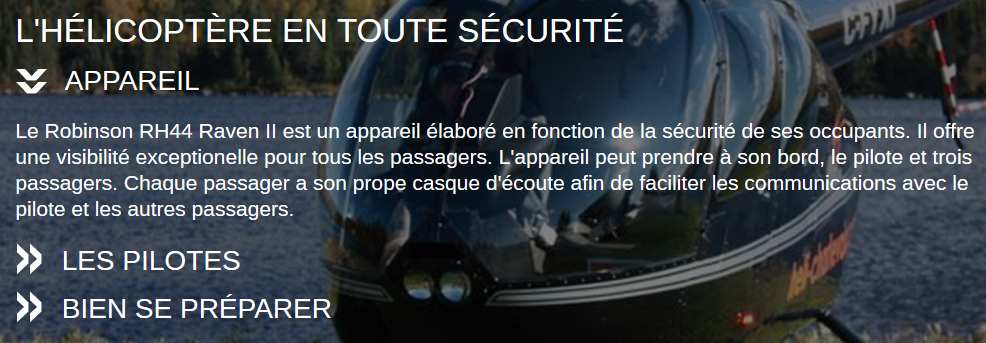 L'HÉLICOPTÈRE EN TOUTE SÉCURITÉ
APPAREIL
Le Robinson RH44 Raven II est un appareil élaboré en fonction de la sécurité de ses occupants. Il offre
une visibilité exceptionelle pour tous les passagers. L'appareil peut prendre à son bord, le pilote et trois
passagers. Chaque passager a son prope casque d'écoute afin de faciliter les communications avec le
pilote et les autres passagers.
LES PILOTES
BIEN SE PRÉPARER